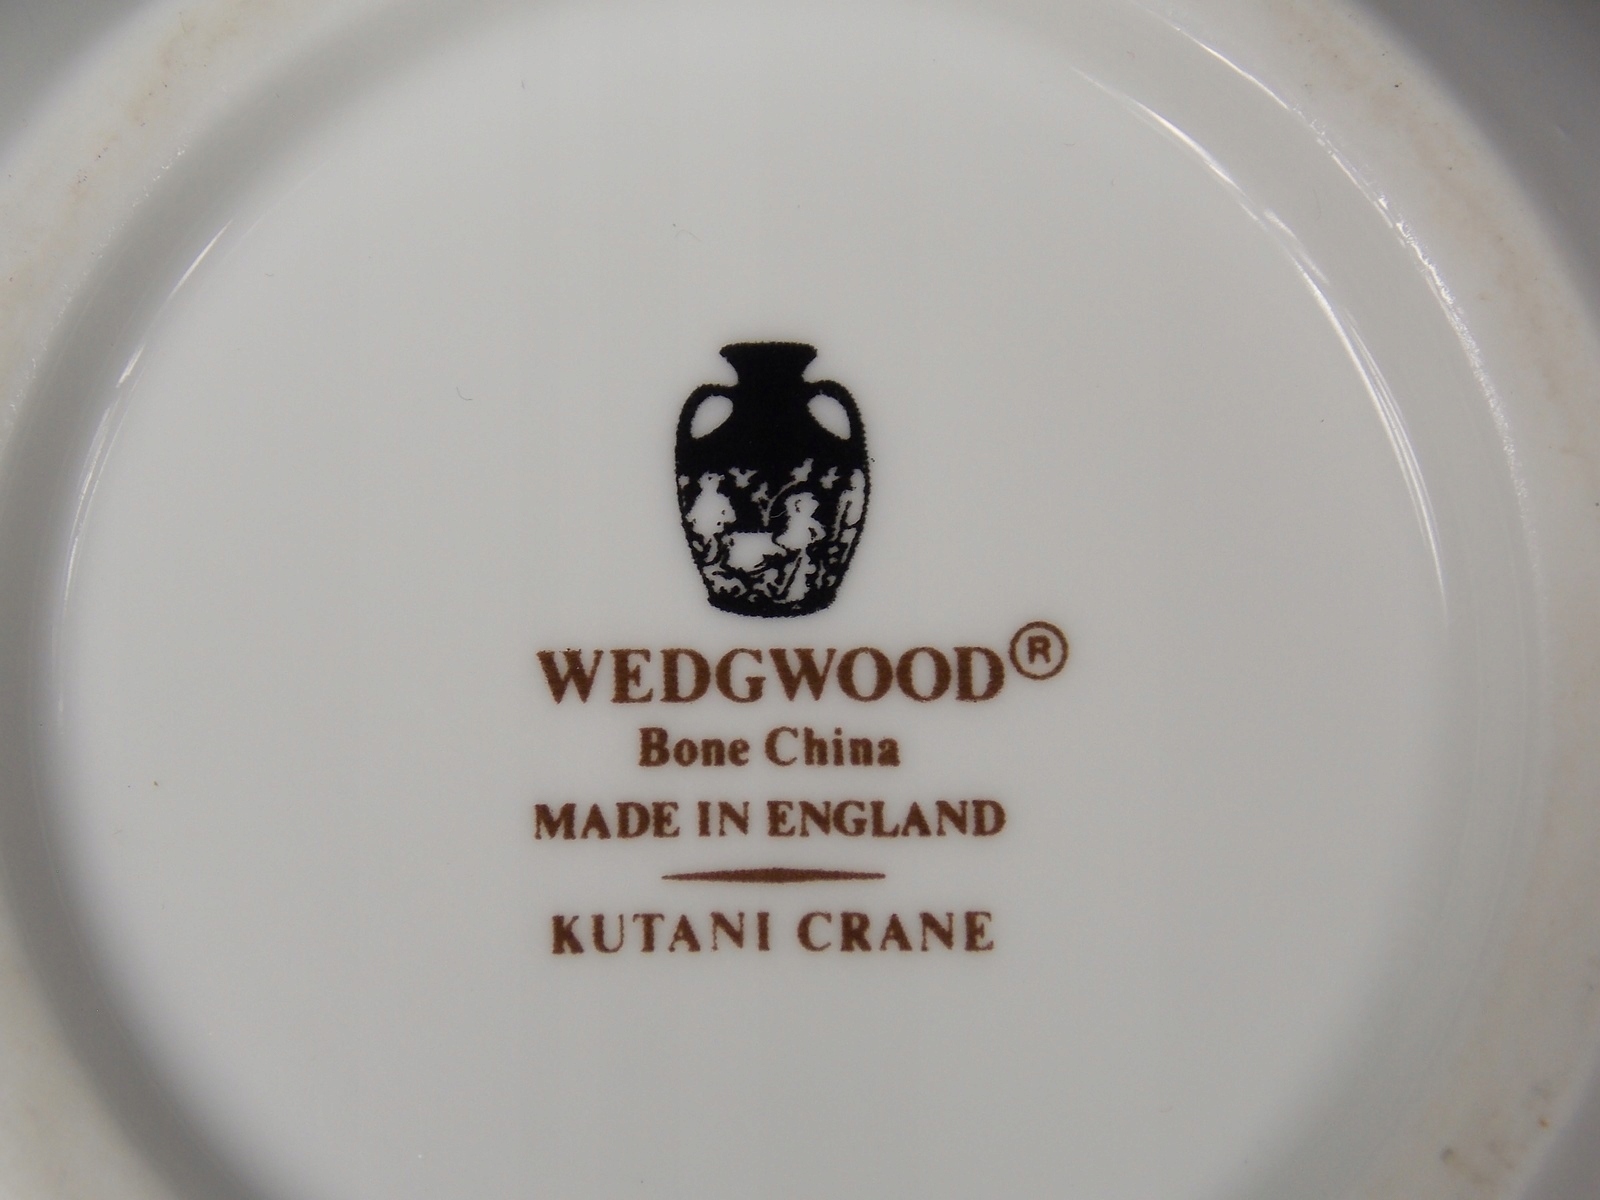 WEDGWOOD®
Bone China
MADE IN ENGLAND
KUTANI CRANE